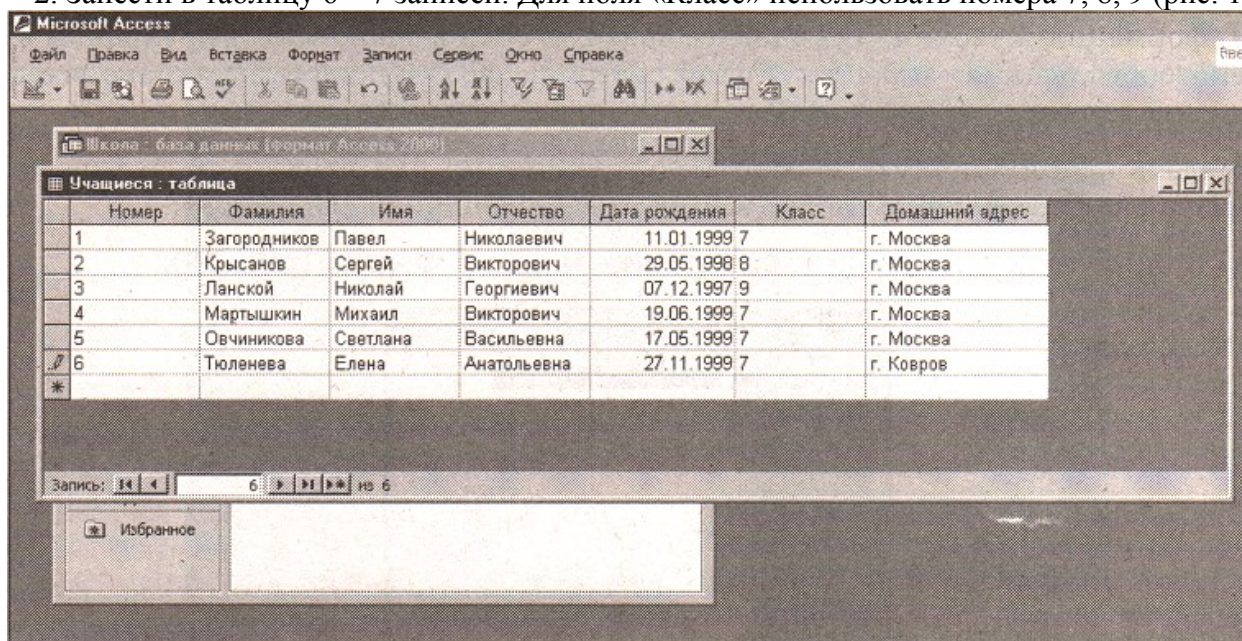 2. Занести в таблицу 6 – 7 записей. Для поля «Класс» использовать номера 7, 8, 9 (рис. 1
Microsoft Access
Файл Правка Вид Вставка Формат Записи Сервис Окно Справка Вве
Школа : база данных (формат Access 2000)
Учащиеся : таблица
Номер Фамилия Имя Отчество Дата рождения Класс Домашний адрес
1 Загородников Павел Николаевич 11.01.1999 7 г. Москва
2 Крысанов Сергей Викторович 29.05.1998 8 г. Москва
3 Ланской Николай Георгиевич 07.12.1997 9 г. Москва
4 Мартышкин Михаил Викторович 19.06.1999 7 г. Москва
5 Овчиникова Светлана Васильевна 17.05.1999 7 г. Москва
6 Тюленева Елена Анатольевна 27.11.1999 7 г. Ковров
Запись: 6 из 6
Избранное